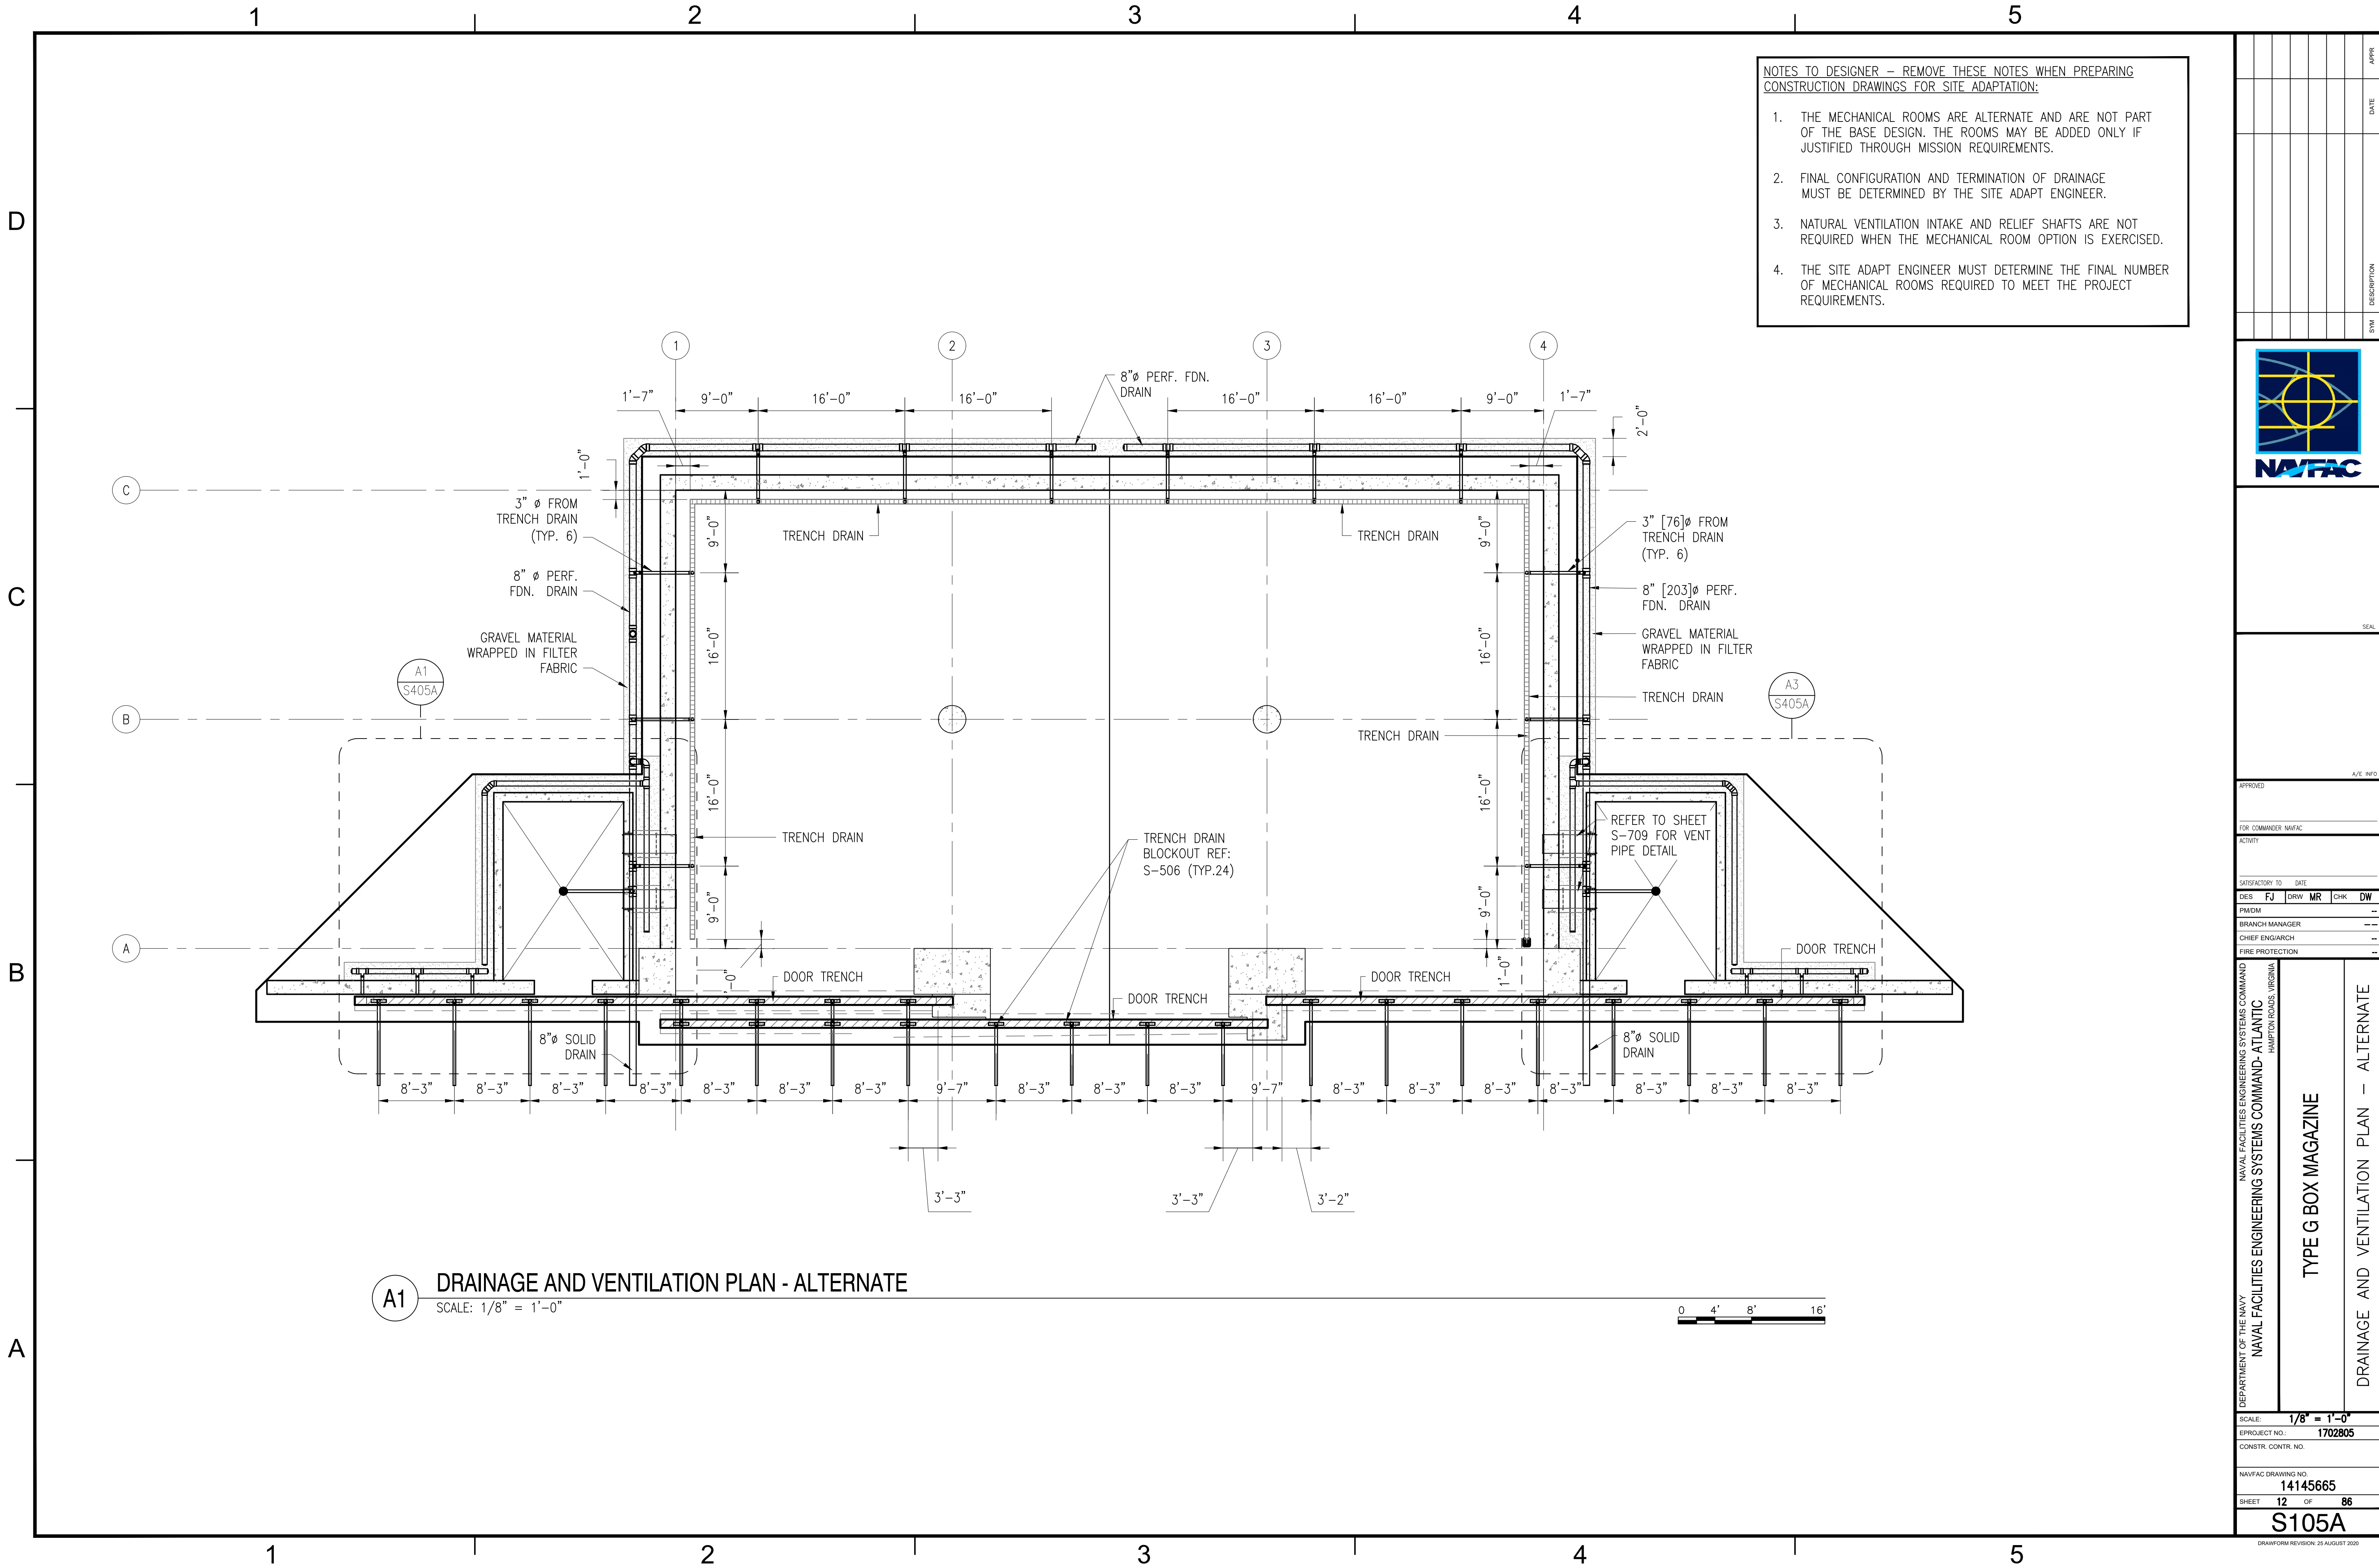 1 2 3 4 5
D
C
B
A
NOTES TO DESIGNER – REMOVE THESE NOTES WHEN PREPARING
CONSTRUCTION DRAWINGS FOR SITE ADAPTATION:
1. THE MECHANICAL ROOMS ARE ALTERNATE AND ARE NOT PART
OF THE BASE DESIGN. THE ROOMS MAY BE ADDED ONLY IF
JUSTIFIED THROUGH MISSION REQUIREMENTS.
2. FINAL CONFIGURATION AND TERMINATION OF DRAINAGE
MUST BE DETERMINED BY THE SITE ADAPT ENGINEER.
3. NATURAL VENTILATION INTAKE AND RELIEF SHAFTS ARE NOT
REQUIRED WHEN THE MECHANICAL ROOM OPTION IS EXERCISED.
4. THE SITE ADAPT ENGINEER MUST DETERMINE THE FINAL NUMBER
OF MECHANICAL ROOMS REQUIRED TO MEET THE PROJECT
REQUIREMENTS.
1 2 3 4
8"ø PERF. FDN.
DRAIN
1'–7" 9'–0" 16'–0" 16'–0" 16'–0" 16'–0" 9'–0" 1'–7"
2'–0"
1'–0"
C
3" ø FROM
TRENCH DRAIN
(TYP. 6)
8" ø PERF.
FDN. DRAIN
GRAVEL MATERIAL
WRAPPED IN FILTER
FABRIC
TRENCH DRAIN
TRENCH DRAIN
9'–0"
16'–0"
16'–0"
9'–0"
1'–0"
9'–0"
16'–0"
16'–0"
9'–0"
1'–0"
3" [76]ø FROM
TRENCH DRAIN
(TYP. 6)
8" [203]ø PERF.
FDN. DRAIN
GRAVEL MATERIAL
WRAPPED IN FILTER
FABRIC
TRENCH DRAIN
TRENCH DRAIN
A1
S405A
A3
S405A
B
TRENCH DRAIN
TRENCH DRAIN
BLOCKOUT REF:
S–506 (TYP.24)
REFER TO SHEET
S–709 FOR VENT
PIPE DETAIL
A
DOOR TRENCH
DOOR TRENCH
DOOR TRENCH
DOOR TRENCH
8"ø SOLID
DRAIN
8"ø SOLID
DRAIN
8'–3" 8'–3" 8'–3" 8'–3" 8'–3" 8'–3" 8'–3" 9'–7" 8'–3" 8'–3" 8'–3" 9'–7" 8'–3" 8'–3" 8'–3" 8'–3" 8'–3" 8'–3" 8'–3"
3'–3" 3'–3" 3'–2"
A1
DRAINAGE AND VENTILATION PLAN - ALTERNATE
SCALE: 1/8" = 1'–0"
0 4' 8' 16'
1 2 3 4 5
SYM DESCRIPTION DATE APPR
NAVFAC
SEAL
A/E INFO
APPROVED
FOR COMMANDER NAVFAC
ACTIVITY
SATISFACTORY TO DATE
DES FJ DRW MR CHK DW
PM/DM --
BRANCH MANAGER ---
CHIEF ENG/ARCH --
FIRE PROTECTION --
DEPARTMENT OF THE NAVY NAVAL FACILITIES ENGINEERING SYSTEMS COMMAND
NAVAL FACILITIES ENGINEERING SYSTEMS COMMAND- ATLANTIC
HAMPTON ROADS, VIRGINIA
TYPE G BOX MAGAZINE
DRAINAGE AND VENTILATION PLAN – ALTERNATE
SCALE: 1/8" = 1'–0"
EPROJECT NO.: 1702805
CONSTR. CONTR. NO.
NAVFAC DRAWING NO.
14145665
SHEET 12 OF 86
S105A
DRAWFORM REVISION: 25 AUGUST 2020